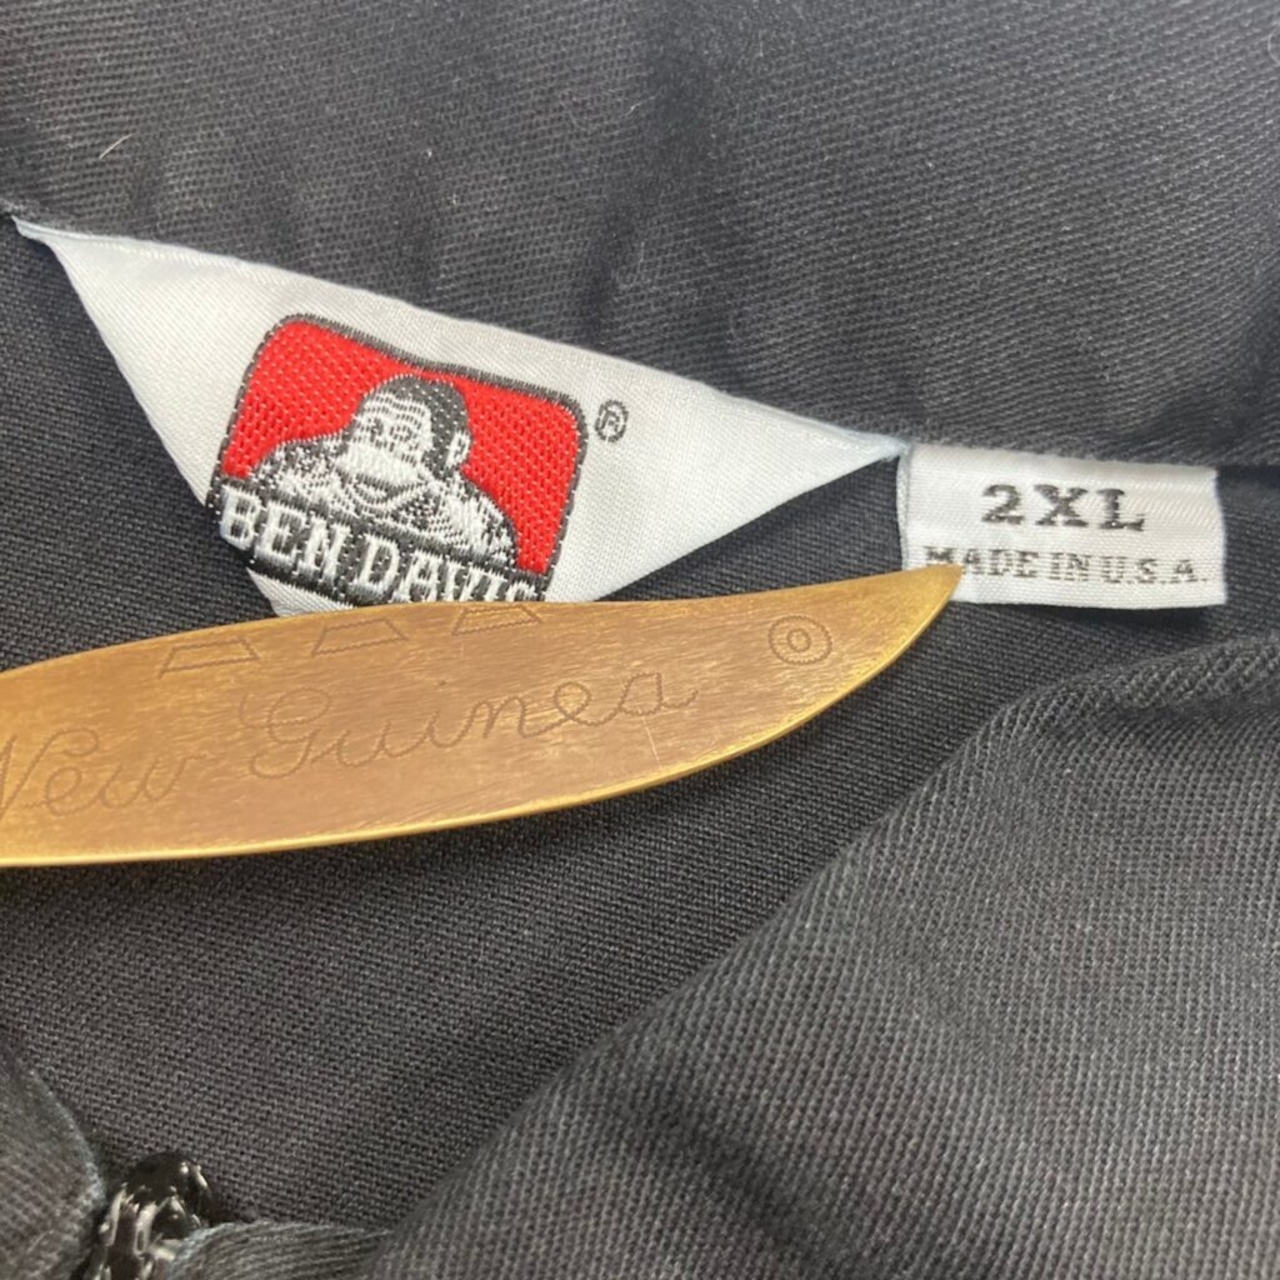 ®
BEN DAVIS
2XL
MADE IN U.S.A.
New Guinea